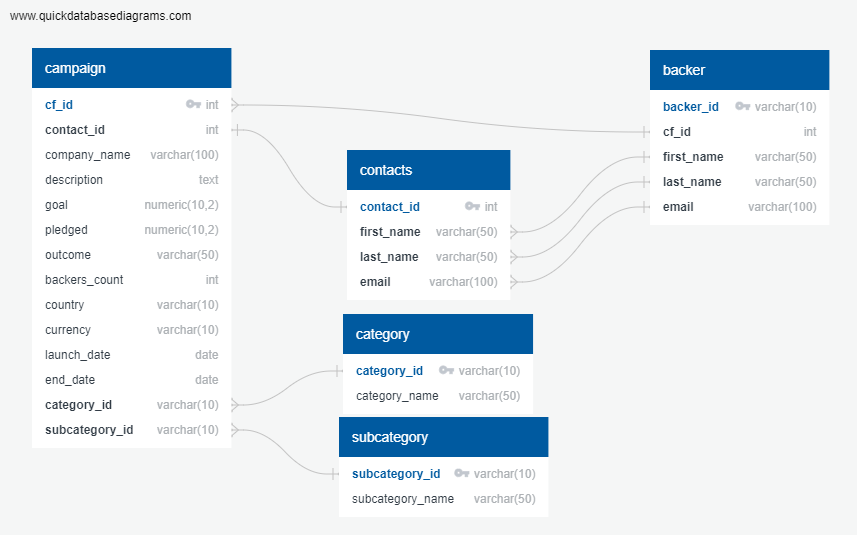 www.quickdatabasediagrams.com
campaign
cf_id int
contact_id int
company_name varchar(100)
description text
goal numeric(10,2)
pledged numeric(10,2)
outcome varchar(50)
backers_count int
country varchar(10)
currency varchar(10)
launch_date date
end_date date
category_id varchar(10)
subcategory_id varchar(10)
contacts
contact_id int
first_name varchar(50)
last_name varchar(50)
email varchar(100)
category
category_id varchar(10)
category_name varchar(50)
subcategory
subcategory_id varchar(10)
subcategory_name varchar(50)
backer
backer_id varchar(10)
cf_id int
first_name varchar(50)
last_name varchar(50)
email varchar(100)